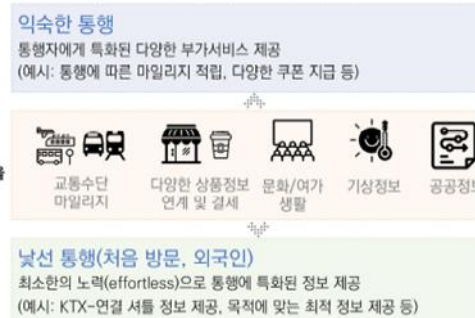 익숙한 통행
통행자에게 특화된 다양한 부가서비스 제공
(예시: 통행에 따른 마일리지 적립, 다양한 쿠폰 지급 등)
교통수단
마일리지
다양한 상품정보
연계 및 결세
문화/여가
생활
기상정보
공공정보
낯선 통행(처음 방문, 외국인)
최소한의 노력(effortless)으로 통행에 특화된 정보 제공
(예시: KTX-연결 셔틀 정보 제공, 목적에 맞는 최적 정보 제공 등)